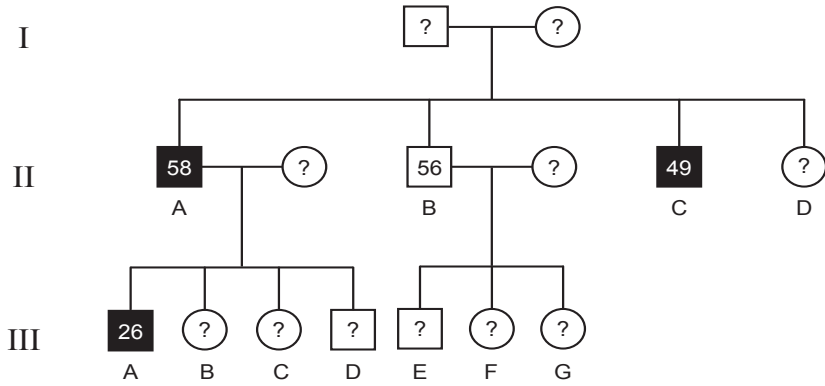 I ? ?
II 58 ? 56 ? 49 ?
A B C D
III 26 ? ? ? ? ? ?
A B C D E F G